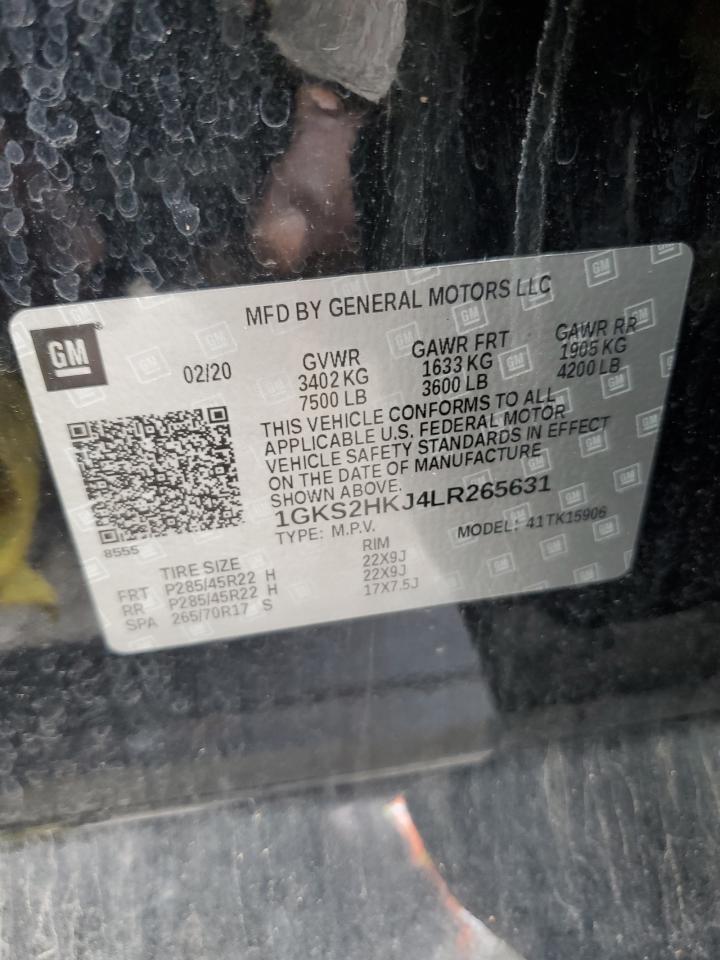 MFD BY GENERAL MOTORS LLC
GM
02/20
GVWR
3402 KG
7500 LB
GAWR FRT
1633 KG
3600 LB
GAWR RR
1905 KG
4200 LB
THIS VEHICLE CONFORMS TO ALL
APPLICABLE U.S. FEDERAL MOTOR
VEHICLE SAFETY STANDARDS IN EFFECT
ON THE DATE OF MANUFACTURE
SHOWN ABOVE.
1GKS2HKJ4LR265631
TYPE: M.P.V. MODEL: 41TK15906
8555
TIRE SIZE RIM
FRT P285/45R22 H 22X9J
RR P285/45R22 H 22X9J
SPA 265/70R17 S 17X7.5J